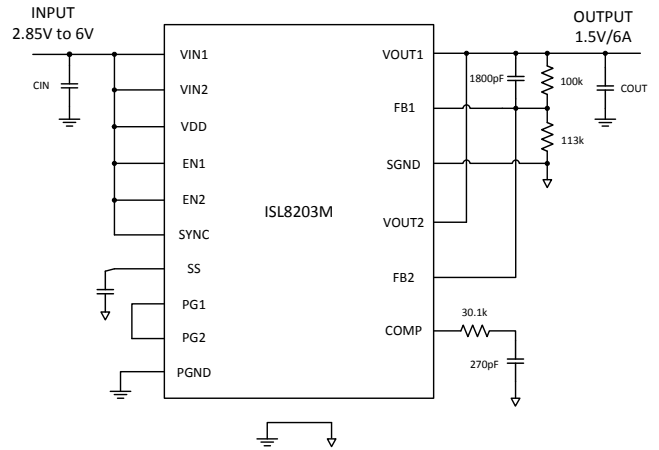 INPUT
2.85V to 6V
OUTPUT
1.5V/6A
CIN
VIN1
VIN2
VDD
EN1
EN2
SYNC
SS
PG1
PG2
PGND
ISL8203M
VOUT1
FB1
SGND
VOUT2
FB2
COMP
1800pF
100k
COUT
113k
30.1k
270pF